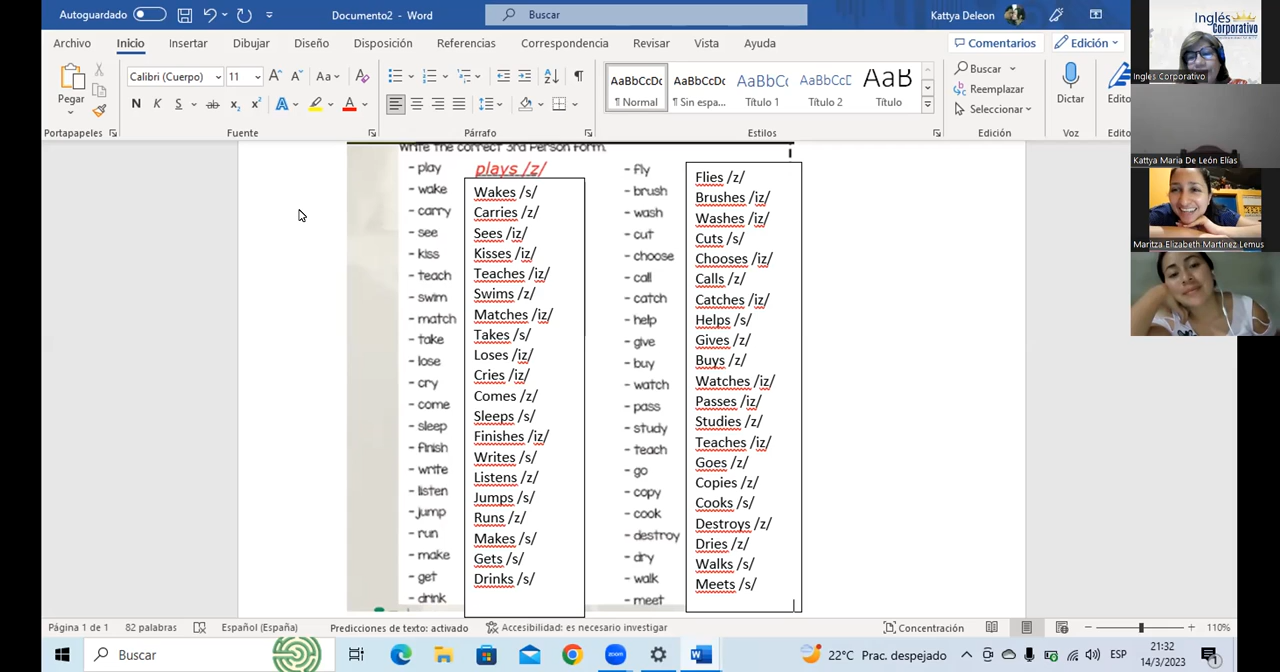 Autoguardado
Documento2 - Word
Buscar
Kattya Deleon
Archivo Inicio Insertar Dibujar Diseño Disposición Referencias Correspondencia Revisar Vista Ayuda
Comentarios
Edición
Pegar
Calibri (Cuerpo) 11
AaBbCcDc AaBbCcDc AaBbCc AaBbCcD AaB
¶ Normal ¶ Sin espa... Título 1 Título 2 Título
Buscar
Reemplazar
Seleccionar
Dictar
Edito
Portapapeles Fuente Párrafo Estilos Edición Voz Edito
Inglés
Corporativo
Ingles Corporativo
Kattya Maria De León Elías
Maritza Elizabeth Martinez Lemus
Write the correct 3rd Person Form.
- play plays /z/
- wake Wakes /s/
- carry Carries /z/
- see Sees /iz/
- kiss Kisses /iz/
- teach Teaches /iz/
- swim Swims /z/
- match Matches /iz/
- take Takes /s/
- lose Loses /iz/
- cry Cries /iz/
- come Comes /z/
- sleep Sleeps /s/
- finish Finishes /iz/
- write Writes /s/
- listen Listens /z/
- jump Jumps /s/
- run Runs /z/
- make Makes /s/
- get Gets /s/
- drink Drinks /s/
- fly Flies /z/
- brush Brushes /iz/
- wash Washes /iz/
- cut Cuts /s/
- choose Chooses /iz/
- call Calls /z/
- catch Catches /iz/
- help Helps /s/
- give Gives /z/
- buy Buys /z/
- watch Watches /iz/
- pass Passes /iz/
- study Studies /z/
- teach Teaches /iz/
- go Goes /z/
- copy Copies /z/
- cook Cooks /s/
- destroy Destroys /z/
- dry Dries /z/
- walk Walks /s/
- meet Meets /s/
Página 1 de 1 82 palabras Español (España) Predicciones de texto: activado Accesibilidad: es necesario investigar Concentración 110%
Buscar
22°C Prac. despejado
ESP
21:32
14/3/2023